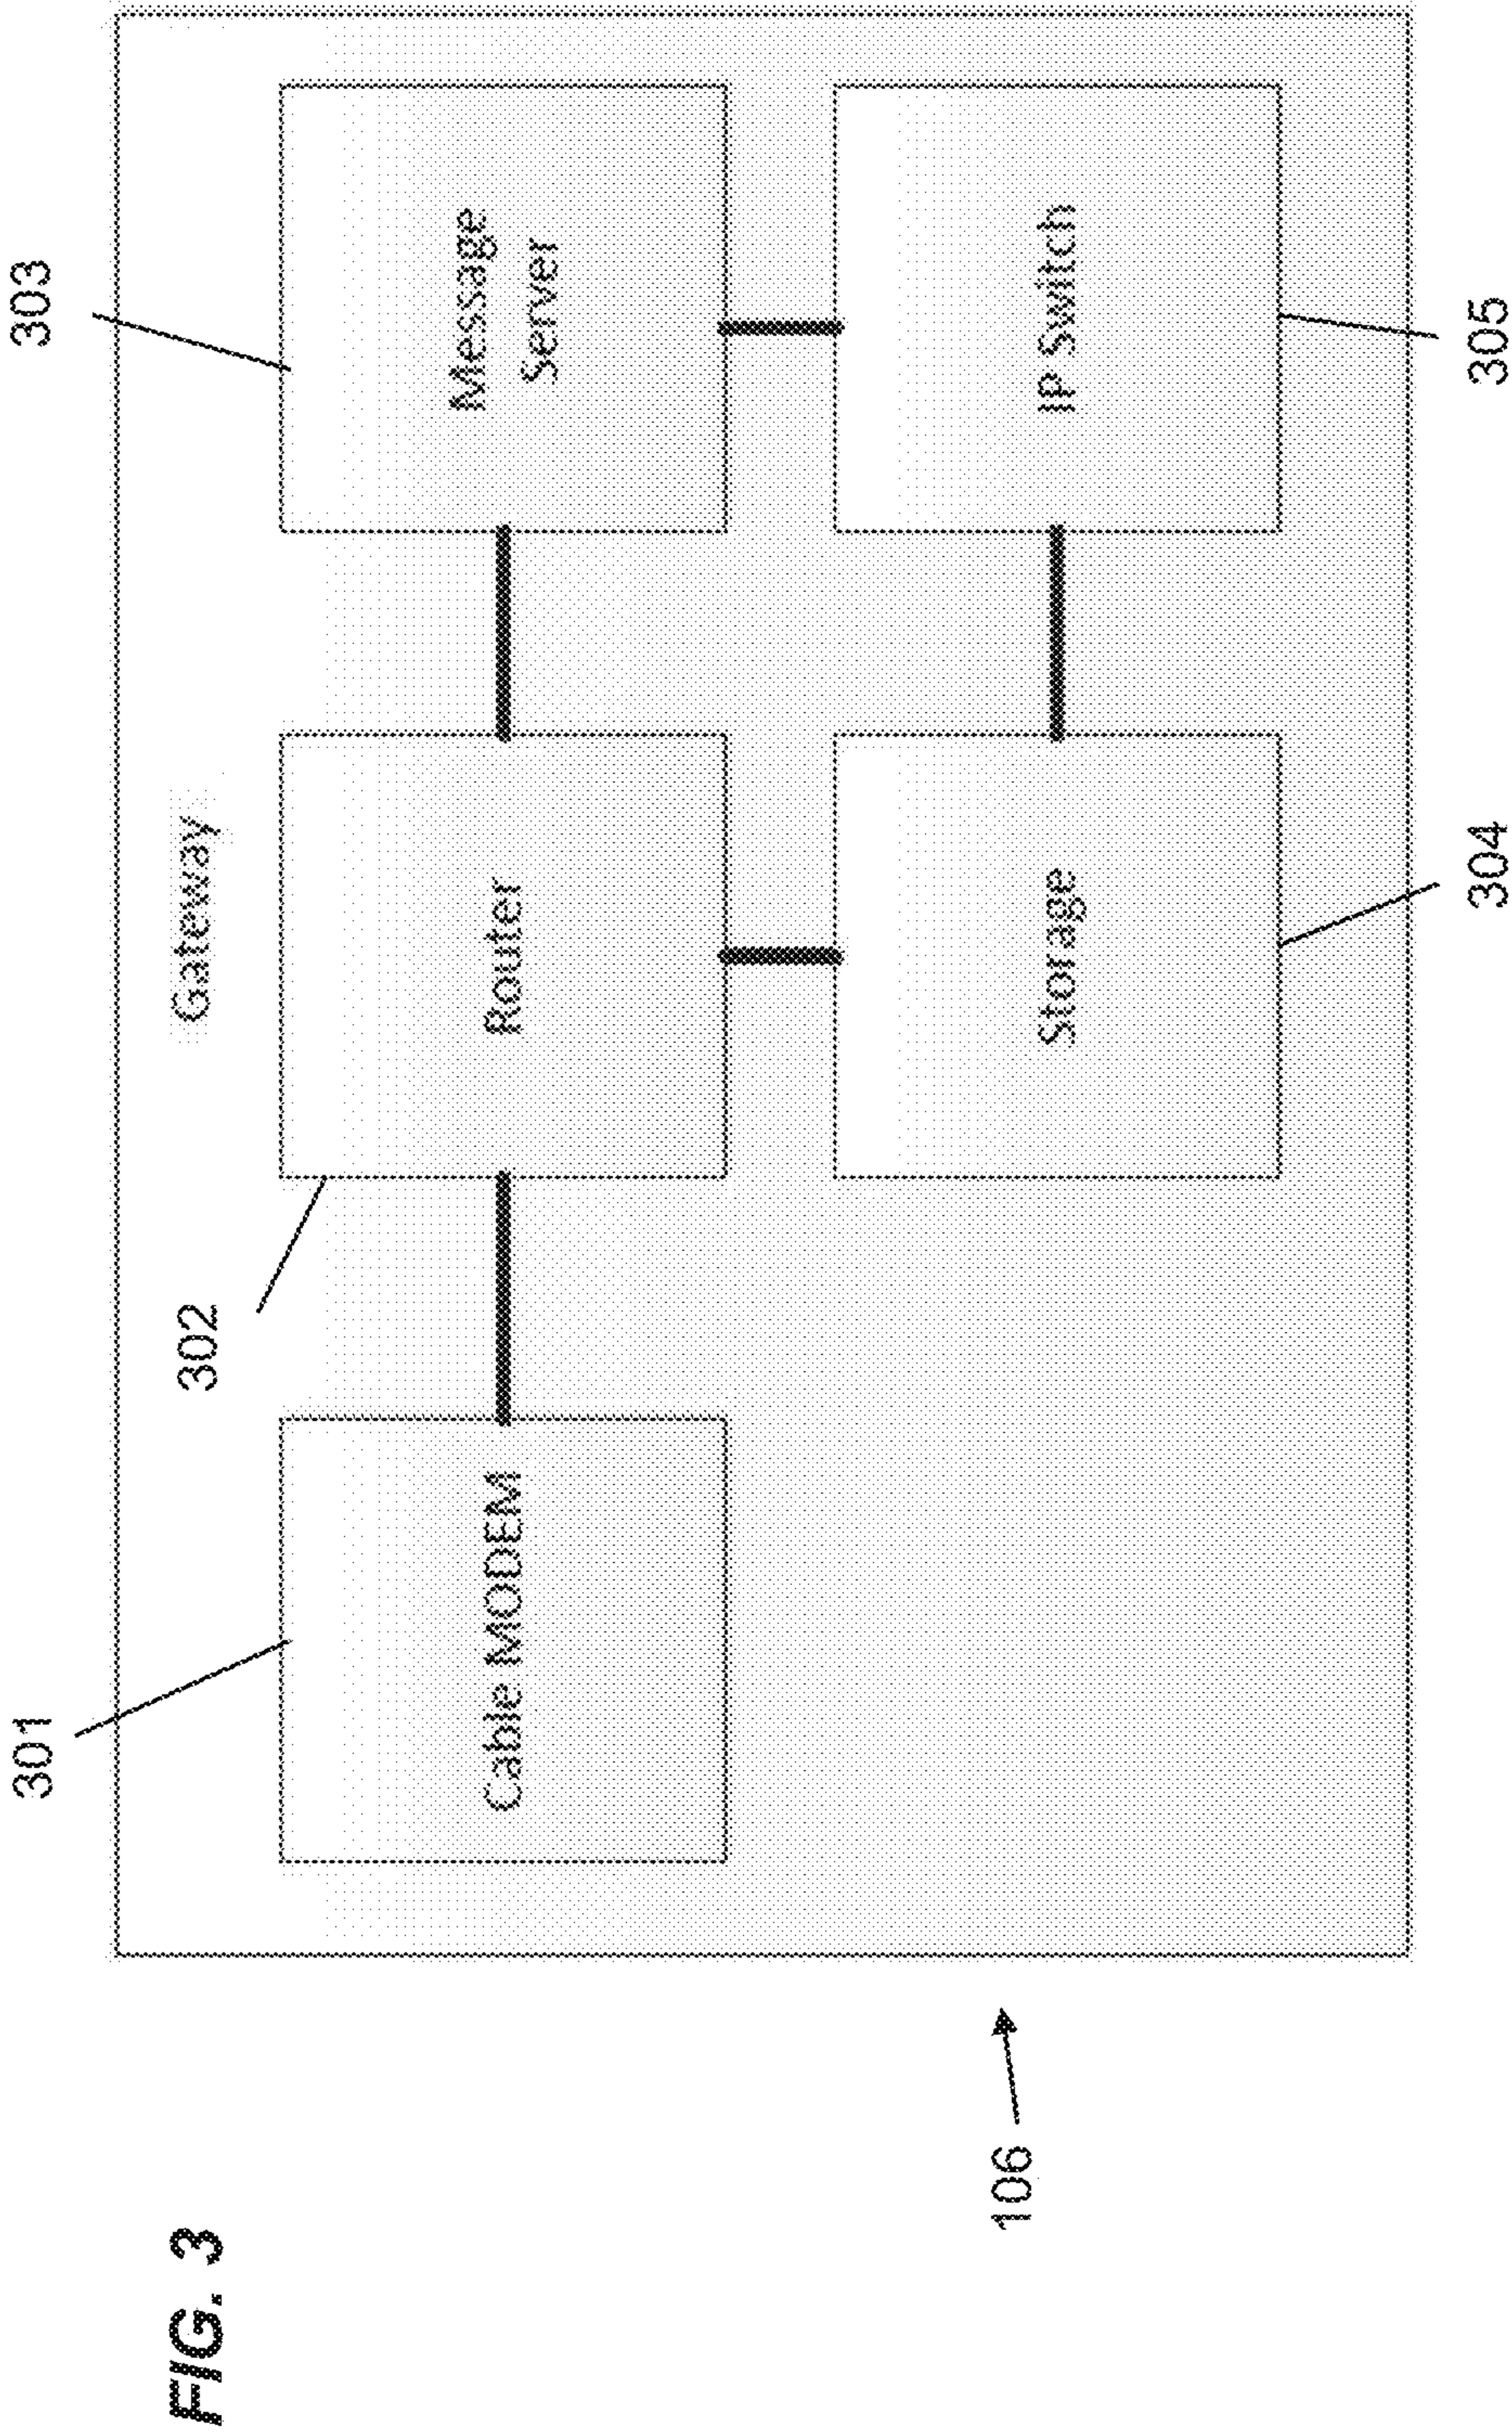 FIG. 3
Gateway
301
302
303
Cable MODEM
Router
Message
Server
Storage
IP Switch
106
304
305